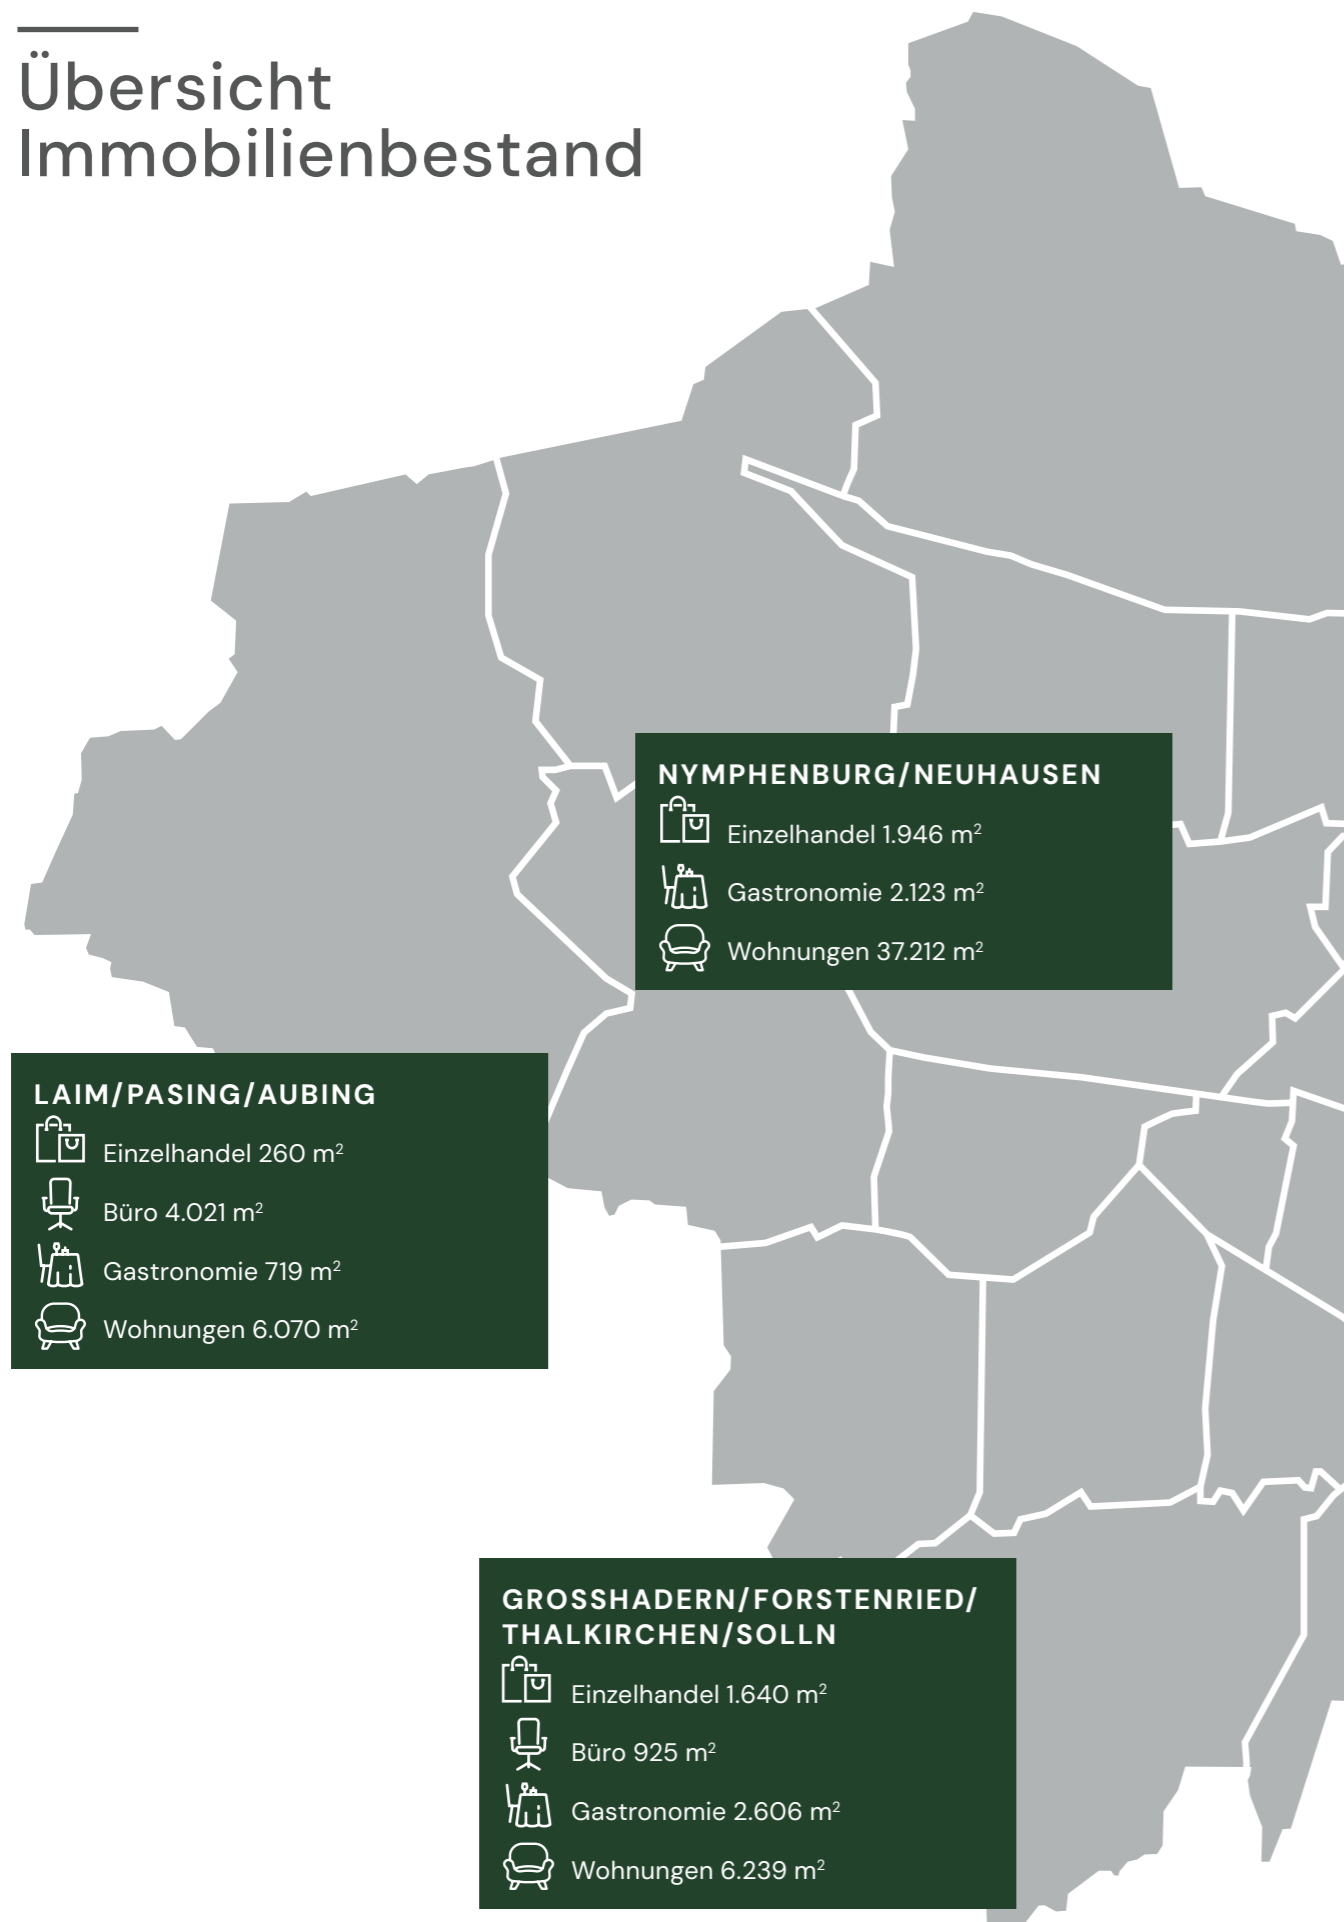 Übersicht
Immobilienbestand
NYMPHENBURG/NEUHAUSEN
Einzelhandel 1.946 m²
Gastronomie 2.123 m²
Wohnungen 37.212 m²
LAIM/PASING/AUBING
Einzelhandel 260 m²
Büro 4.021 m²
Gastronomie 719 m²
Wohnungen 6.070 m²
GROSSHADERN/FORSTENRIED/
THALKIRCHEN/SOLLN
Einzelhandel 1.640 m²
Büro 925 m²
Gastronomie 2.606 m²
Wohnungen 6.239 m²